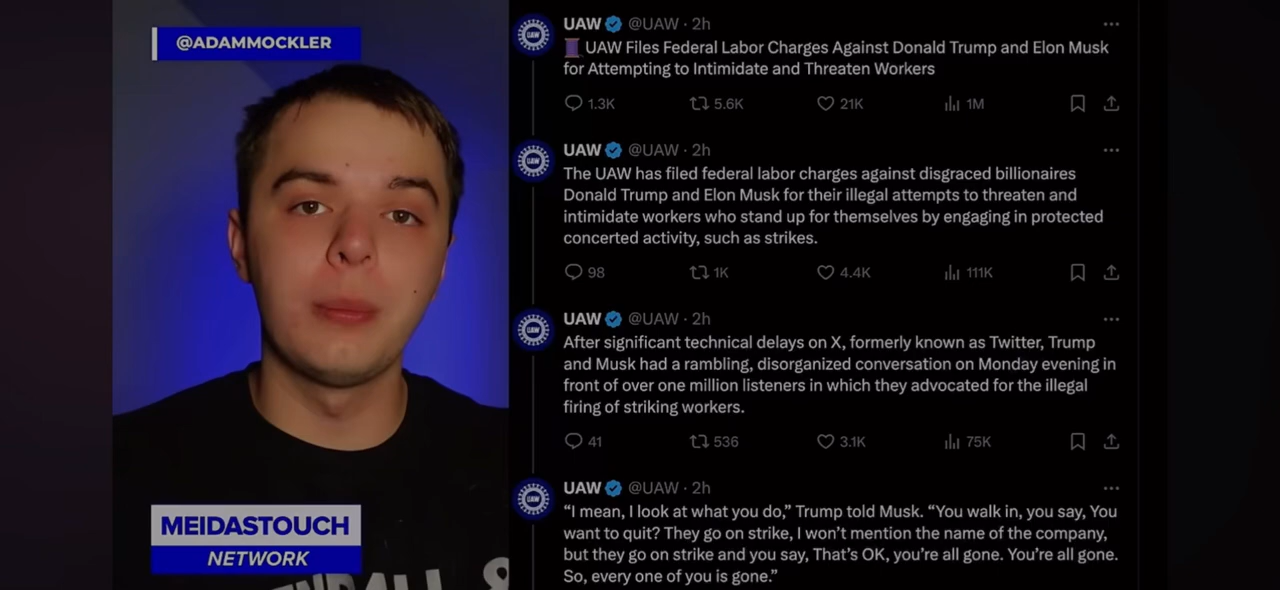 @ADAMMOCKLER
MEIDASTOUCH
NETWORK
UAW @UAW · 2h
UAW Files Federal Labor Charges Against Donald Trump and Elon Musk
for Attempting to Intimidate and Threaten Workers
1.3K 5.6K 21K 1M
UAW @UAW · 2h
The UAW has filed federal labor charges against disgraced billionaires
Donald Trump and Elon Musk for their illegal attempts to threaten and
intimidate workers who stand up for themselves by engaging in protected
concerted activity, such as strikes.
98 1K 4.4K 111K
UAW @UAW · 2h
After significant technical delays on X, formerly known as Twitter, Trump
and Musk had a rambling, disorganized conversation on Monday evening in
front of over one million listeners in which they advocated for the illegal
firing of striking workers.
41 536 3.1K 75K
UAW @UAW · 2h
“I mean, I look at what you do,” Trump told Musk. “You walk in, you say, You
want to quit? They go on strike, I won’t mention the name of the company,
but they go on strike and you say, That’s OK, you’re all gone. You’re all gone.
So, every one of you is gone.”